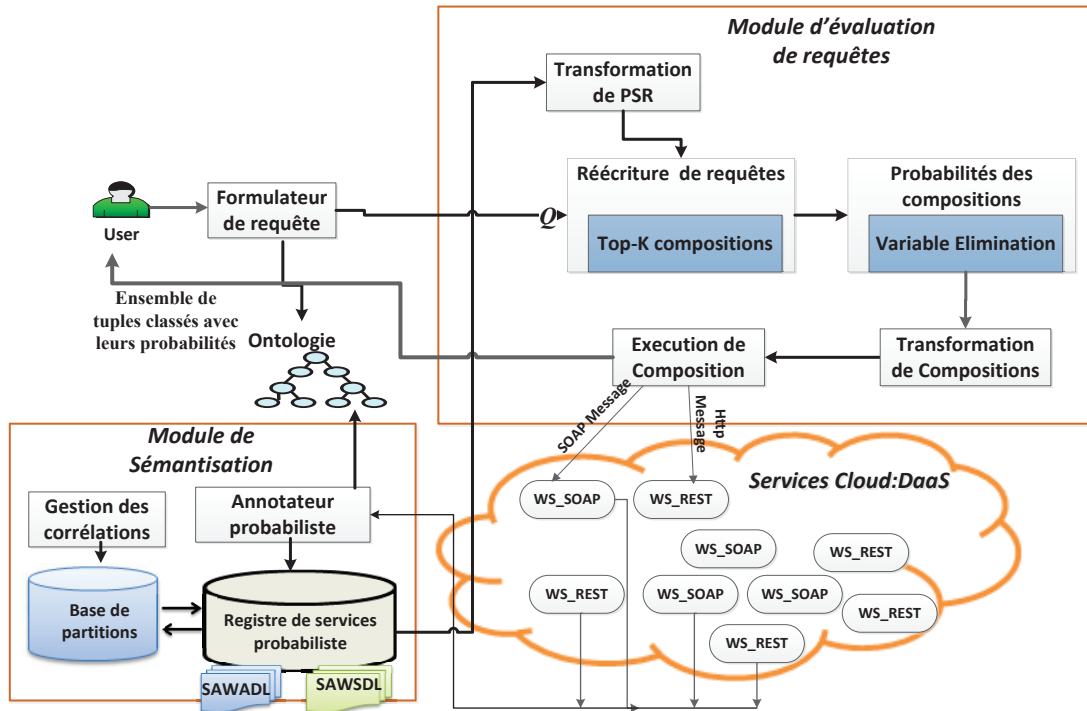 Module d'évaluation
de requêtes
Transformation
de PSR
Réécriture de requêtes
Top-K compositions
Probabilités des
compositions
Variable Elimination
User
Formulateur
de requête
Q
Ensemble de
tuples classés avec
leurs probabilités
Ontologie
Execution de
Composition
Transformation
de Compositions
SOAP Message
Http
Message
Module de
Sémantisation
Gestion des
corrélations
Annotateur
probabiliste
Base de
partitions
Registre de services
probabiliste
SAWADL
SAWSDL
Services Cloud:DaaS
WS_SOAP
WS_REST
WS_SOAP
WS_REST
WS_REST
WS_SOAP
WS_SOAP
WS_REST
WS_REST